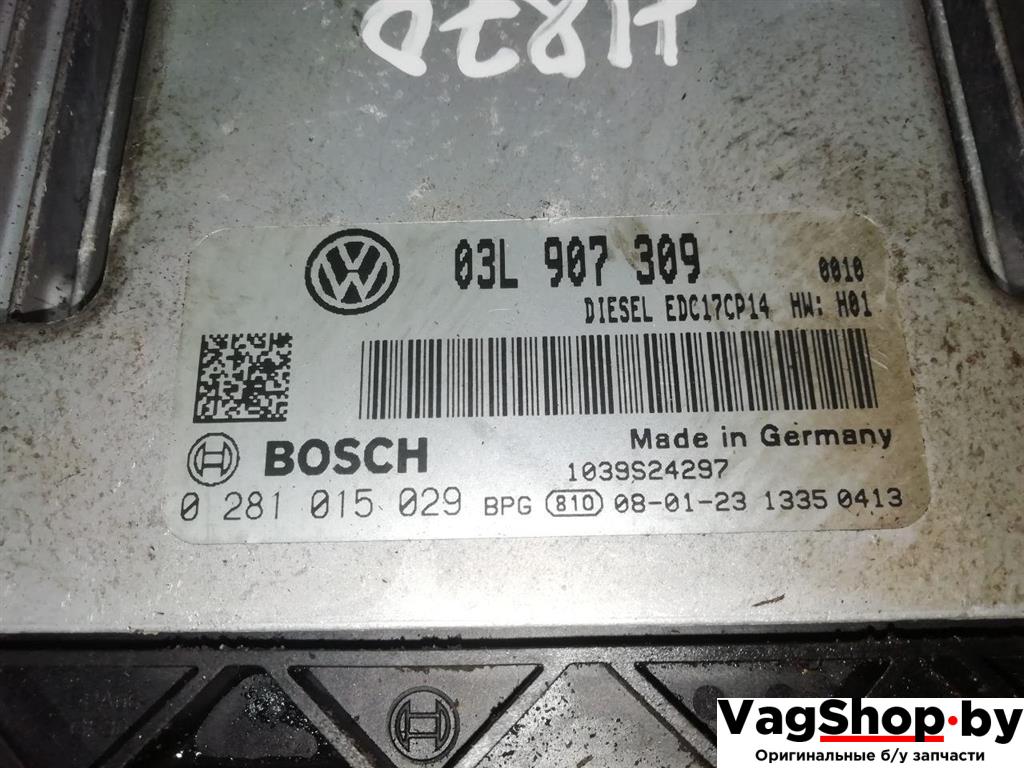 H870
03L 907 309
0010
DIESEL EDC17CP14 HW: H01
BOSCH
Made in Germany
1039S24297
0 281 015 029 BPG 810 08-01-23 1335 0413
VagShop.by
Оригинальные б/у запчасти